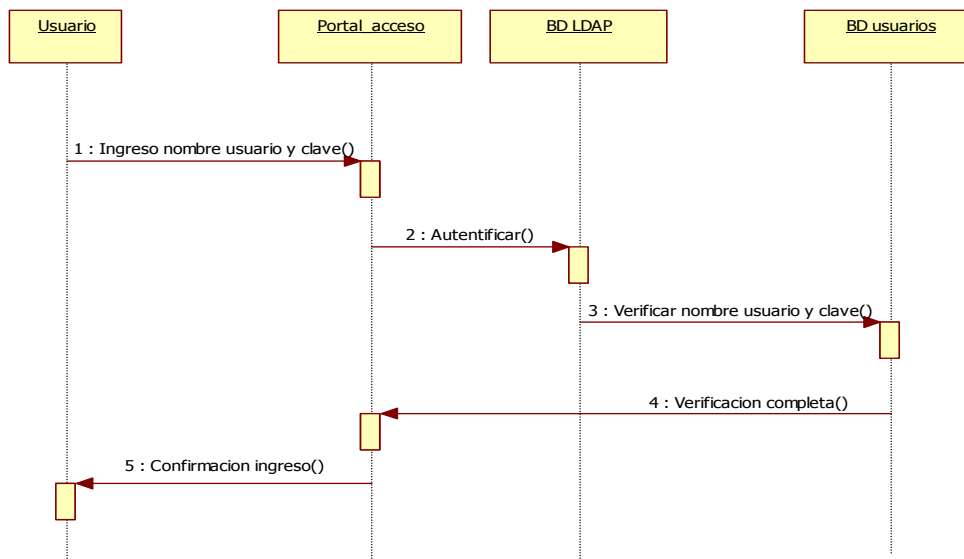 Usuario
Portal_acceso
BD LDAP
BD usuarios
1 : Ingreso nombre usuario y clave()
2 : Autentificar()
3 : Verificar nombre usuario y clave()
4 : Verificacion completa()
5 : Confirmacion ingreso()